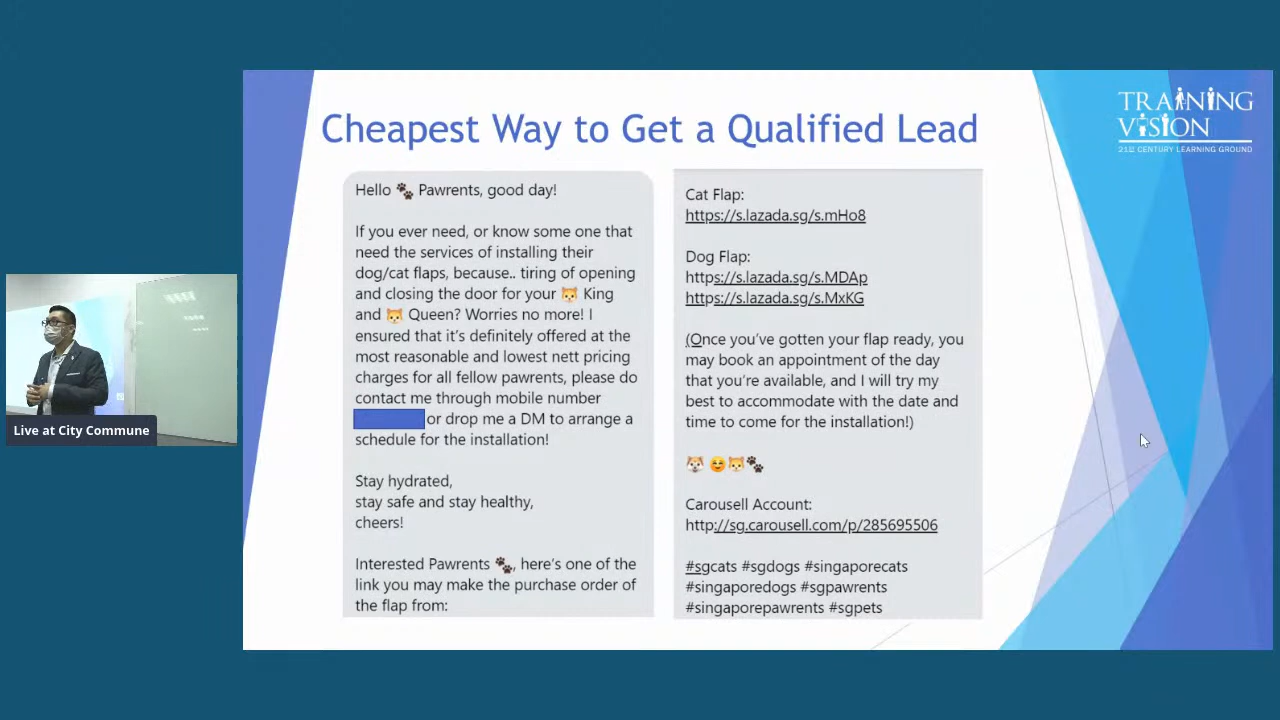 TRAINING
VISION
21ST CENTURY LEARNING GROUND
Cheapest Way to Get a Qualified Lead
Hello 🐾 Pawrents, good day!
If you ever need, or know some one that
need the services of installing their
dog/cat flaps, because.. tiring of opening
and closing the door for your 🐱 King
and 🐱 Queen? Worries no more! I
ensured that it's definitely offered at the
most reasonable and lowest nett pricing
charges for all fellow pawrents, please do
contact me through mobile number
or drop me a DM to arrange a
schedule for the installation!
Stay hydrated,
stay safe and stay healthy,
cheers!
Interested Pawrents 🐾, here's one of the
link you may make the purchase order of
the flap from:
Cat Flap:
https://s.lazada.sg/s.mHo8
Dog Flap:
https://s.lazada.sg/s.MDAp
https://s.lazada.sg/s.MxKG
(Once you've gotten your flap ready, you
may book an appointment of the day
that you're available, and I will try my
best to accommodate with the date and
time to come for the installation!)
🐶 😊🐱🐾
Carousell Account:
http://sg.carousell.com/p/285695506
#sgcats #sgdogs #singaporecats
#singaporedogs #sgpawrents
#singaporepawrents #sgpets
Live at City Commune